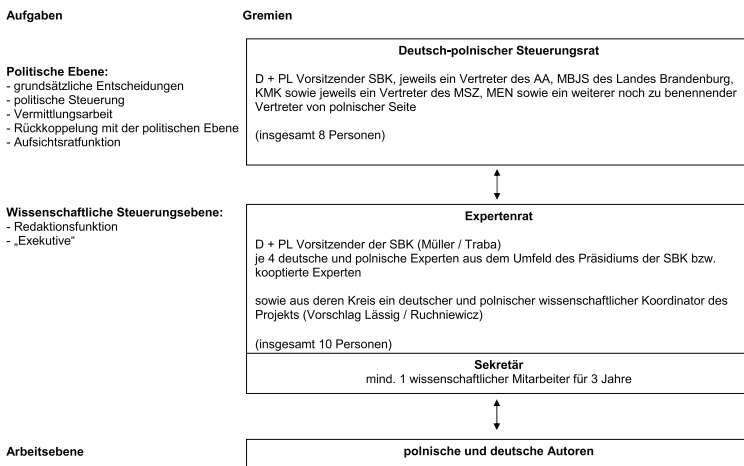 Aufgaben
Gremien
Deutsch-polnischer Steuerungsrat
Politische Ebene:
- grundsätzliche Entscheidungen
- politische Steuerung
- Vermittlungsarbeit
- Rückkoppelung mit der politischen Ebene
- Aufsichtsratfunktion
D + PL Vorsitzender SBK, jeweils ein Vertreter des AA, MBJS des Landes Brandenburg,
KMK sowie jeweils ein Vertreter des MSZ, MEN sowie ein weiterer noch zu benennender
Vertreter von polnischer Seite
(insgesamt 8 Personen)
Wissenschaftliche Steuerungsebene:
- Redaktionsfunktion
- „Exekutive“
Expertenrat
D + PL Vorsitzender der SBK (Müller / Traba)
je 4 deutsche und polnische Experten aus dem Umfeld des Präsidiums der SBK bzw.
kooptierte Experten
sowie aus deren Kreis ein deutscher und polnischer wissenschaftlicher Koordinator des
Projekts (Vorschlag Lässig / Ruchniewicz)
(insgesamt 10 Personen)
Sekretär
mind. 1 wissenschaftlicher Mitarbeiter für 3 Jahre
Arbeitsebene
polnische und deutsche Autoren